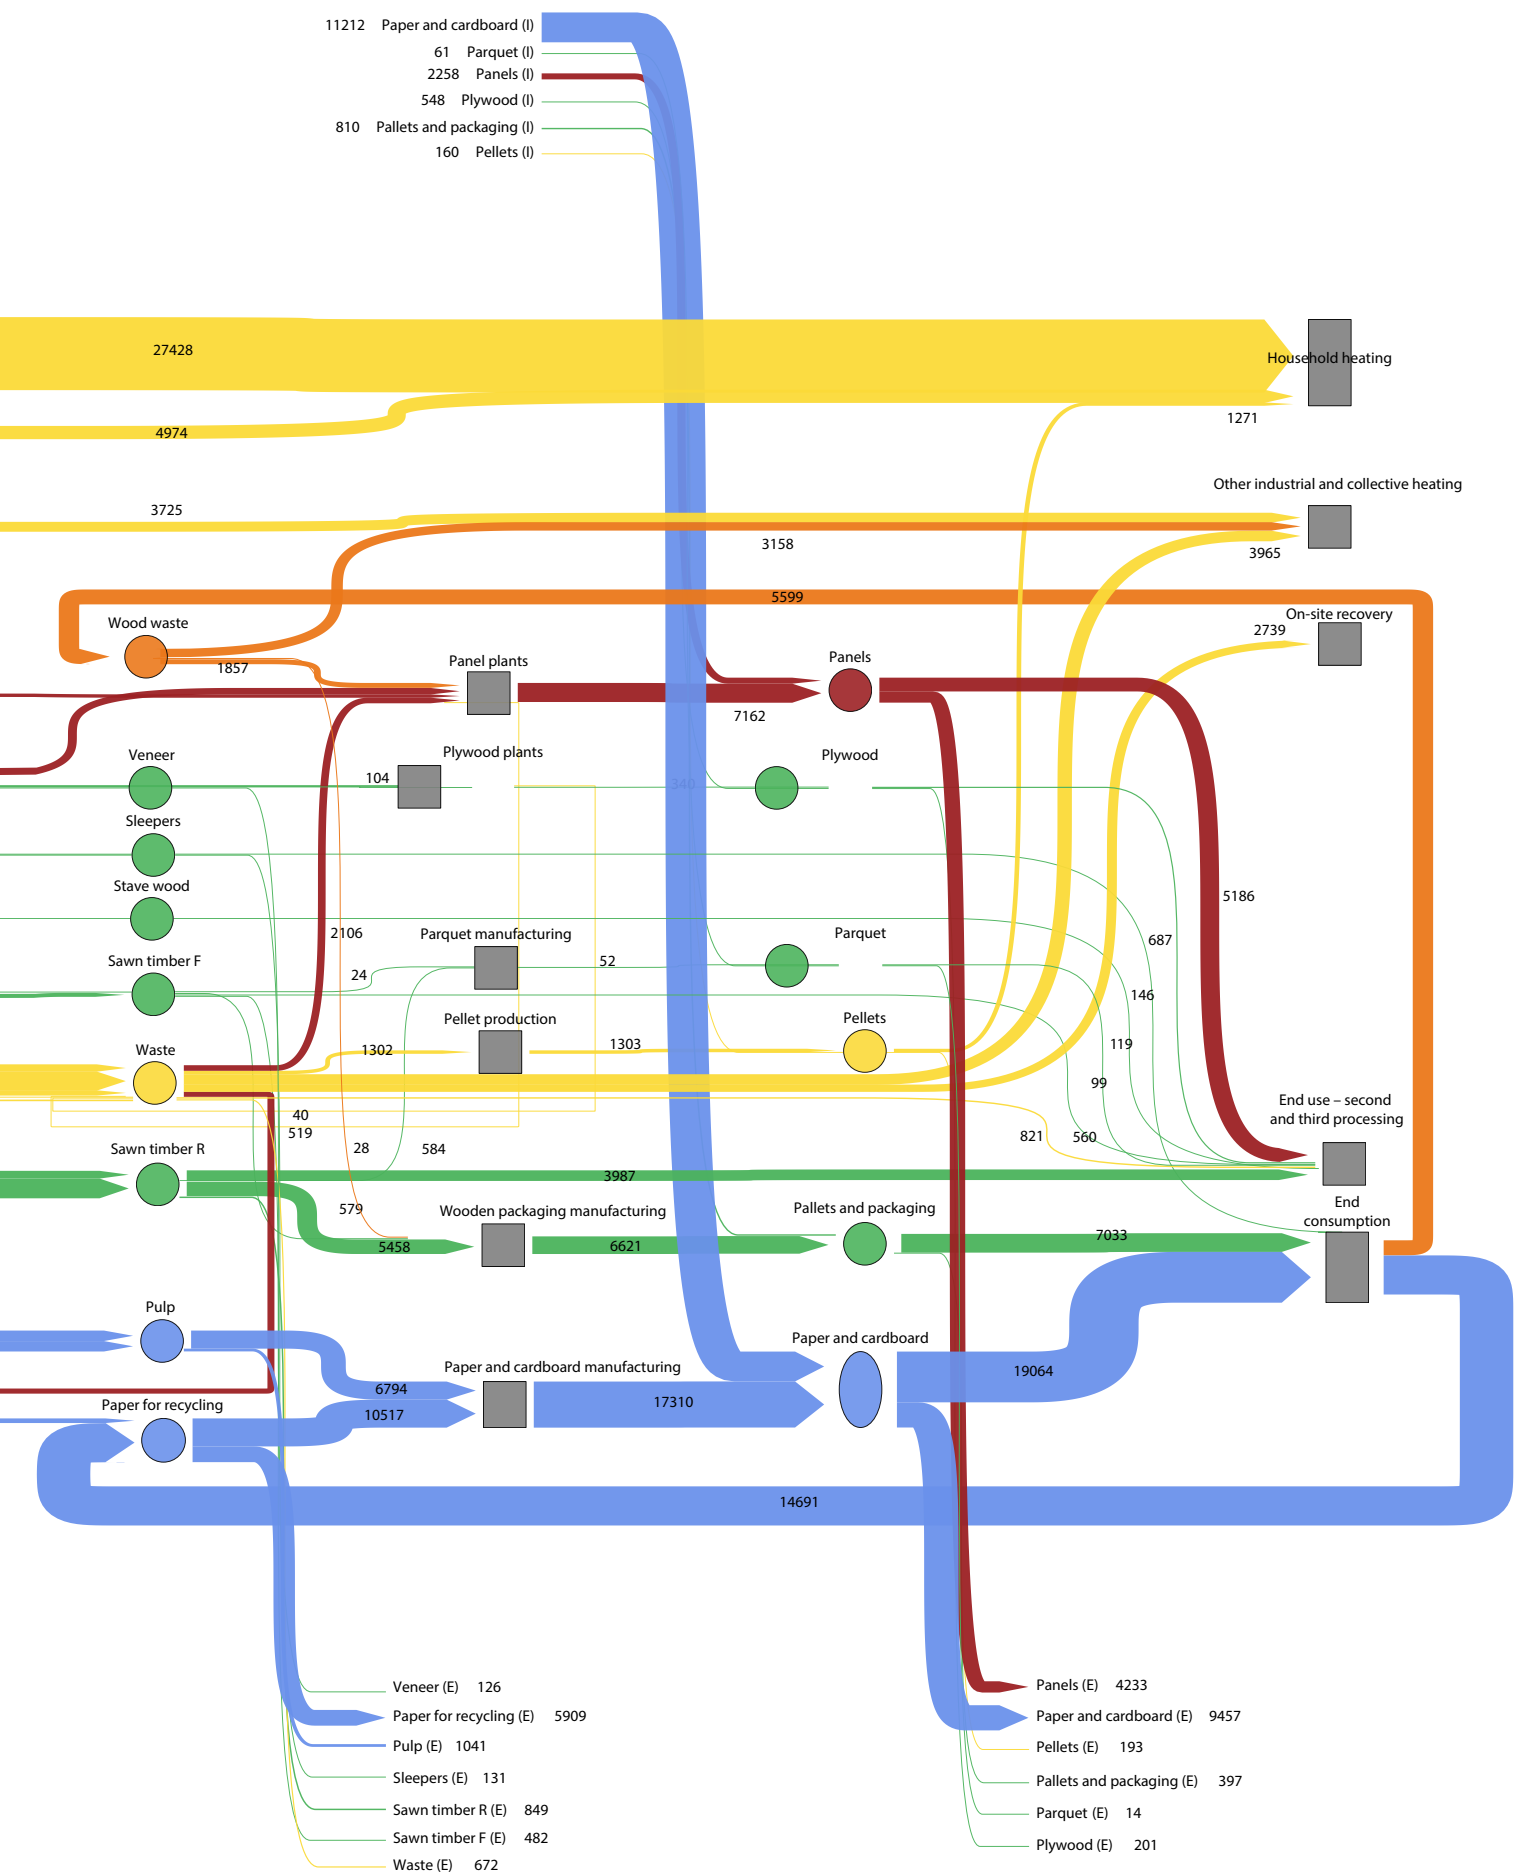 11212 Paper and cardboard (I)
61 Parquet (I)
2258 Panels (I)
548 Plywood (I)
810 Pallets and packaging (I)
160 Pellets (I)
27428
Household heating
1271
4974
Other industrial and collective heating
3725
3158
3965
5599
On-site recovery
2739
Wood waste
1857
Panel plants
Panels
7162
Veneer
Plywood plants
Plywood
104
340
Sleepers
Stave wood
5186
2106
Parquet manufacturing
Parquet
687
Sawn timber F
24
52
146
Pellet production
Pellets
Waste
1302
1303
119
99
40
519
End use – second
and third processing
28
584
821
560
Sawn timber R
3987
579
Wooden packaging manufacturing
Pallets and packaging
End
consumption
5458
6621
7033
Pulp
Paper and cardboard
Paper and cardboard manufacturing
6794
19064
Paper for recycling
10517
17310
14691
Veneer (E) 126
Paper for recycling (E) 5909
Pulp (E) 1041
Sleepers (E) 131
Sawn timber R (E) 849
Sawn timber F (E) 482
Waste (E) 672
Panels (E) 4233
Paper and cardboard (E) 9457
Pellets (E) 193
Pallets and packaging (E) 397
Parquet (E) 14
Plywood (E) 201